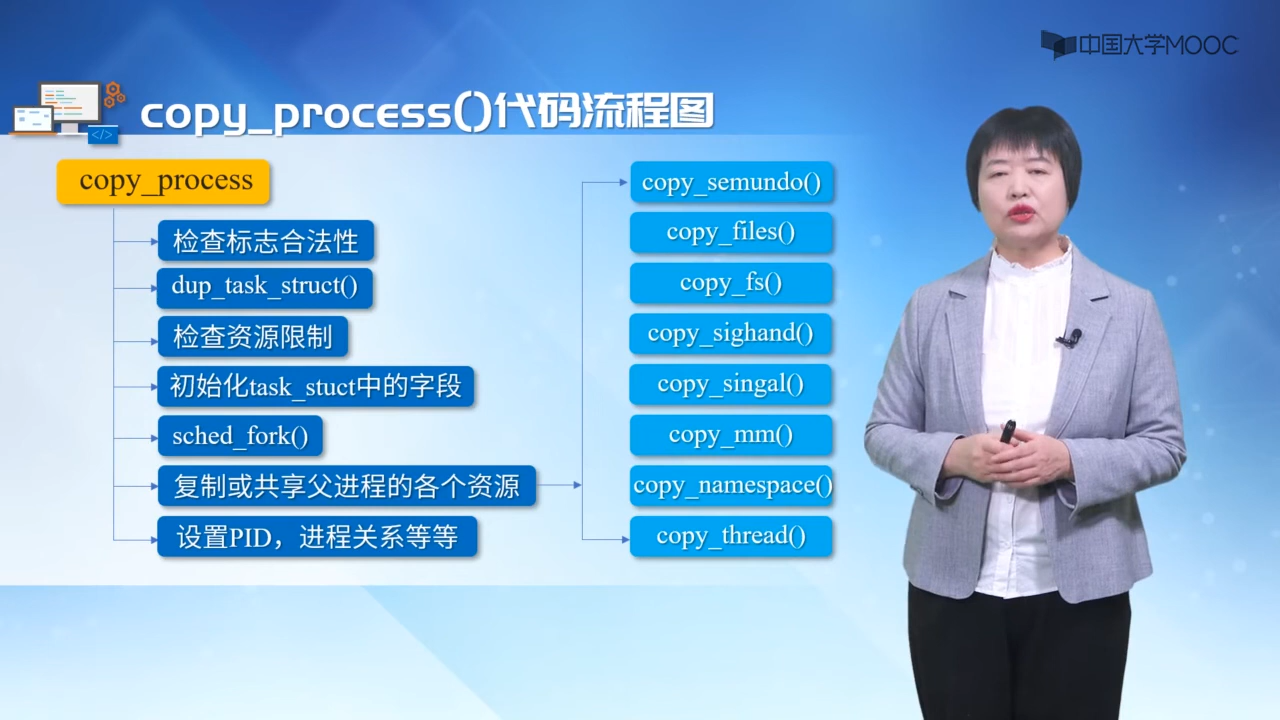 中国大学MOOC
copy_process()代码流程图
copy_process
检查标志合法性
dup_task_struct()
检查资源限制
初始化task_stuct中的字段
sched_fork()
复制或共享父进程的各个资源
设置PID，进程关系等等
copy_semundo()
copy_files()
copy_fs()
copy_sighand()
copy_singal()
copy_mm()
copy_namespace()
copy_thread()